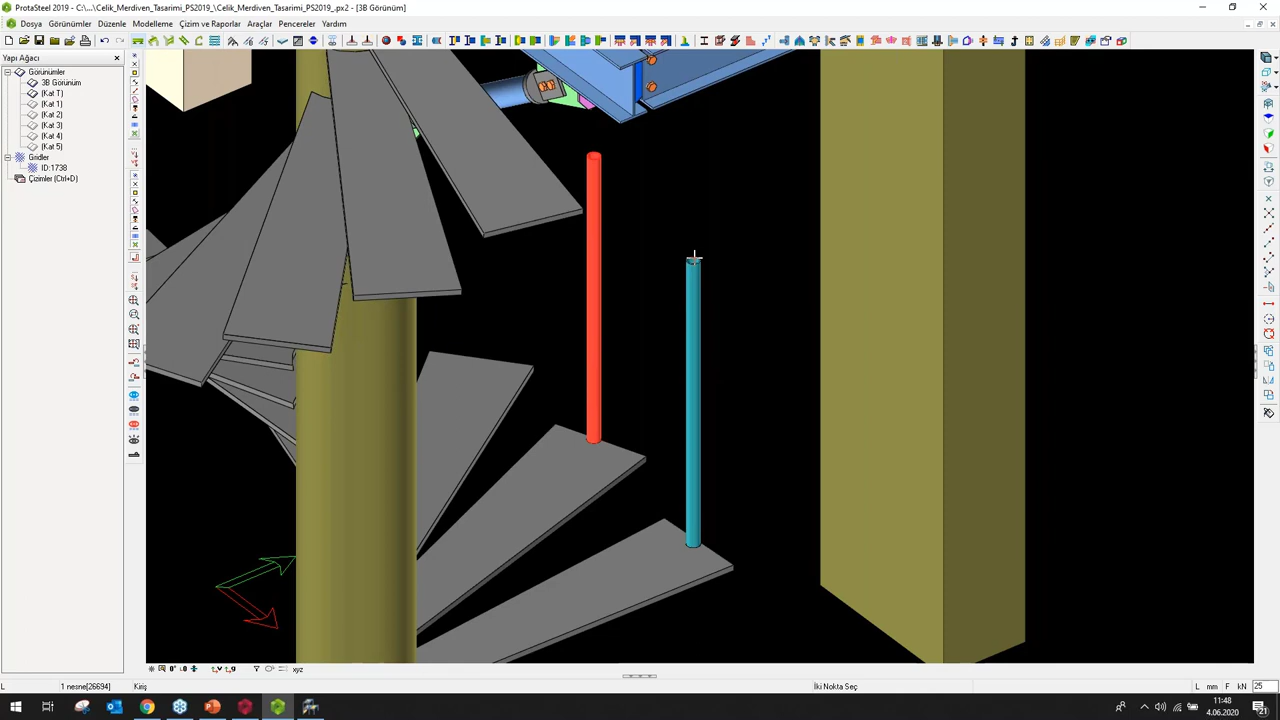 ProtaSteel 2019 - C:\...\Celik_Merdiven_Tasarimi_PS2019_\Celik_Merdiven_Tasarimi_PS2019_.px2 - [3B Görünüm]
Dosya Görünümler Düzenle Modelleme Çizim ve Raporlar Araçlar Pencereler Yardım
Yapı Ağacı
Görünümler
3B Görünüm
(Kat T)
(Kat 1)
(Kat 2)
(Kat 3)
(Kat 4)
(Kat 5)
Gridler
ID:1738
Çizimler (Ctrl+D)
xyz
L 1 nesne[26694] Kiriş İki Nokta Seç L mm F kN 25
11:48
4.06.2020
21